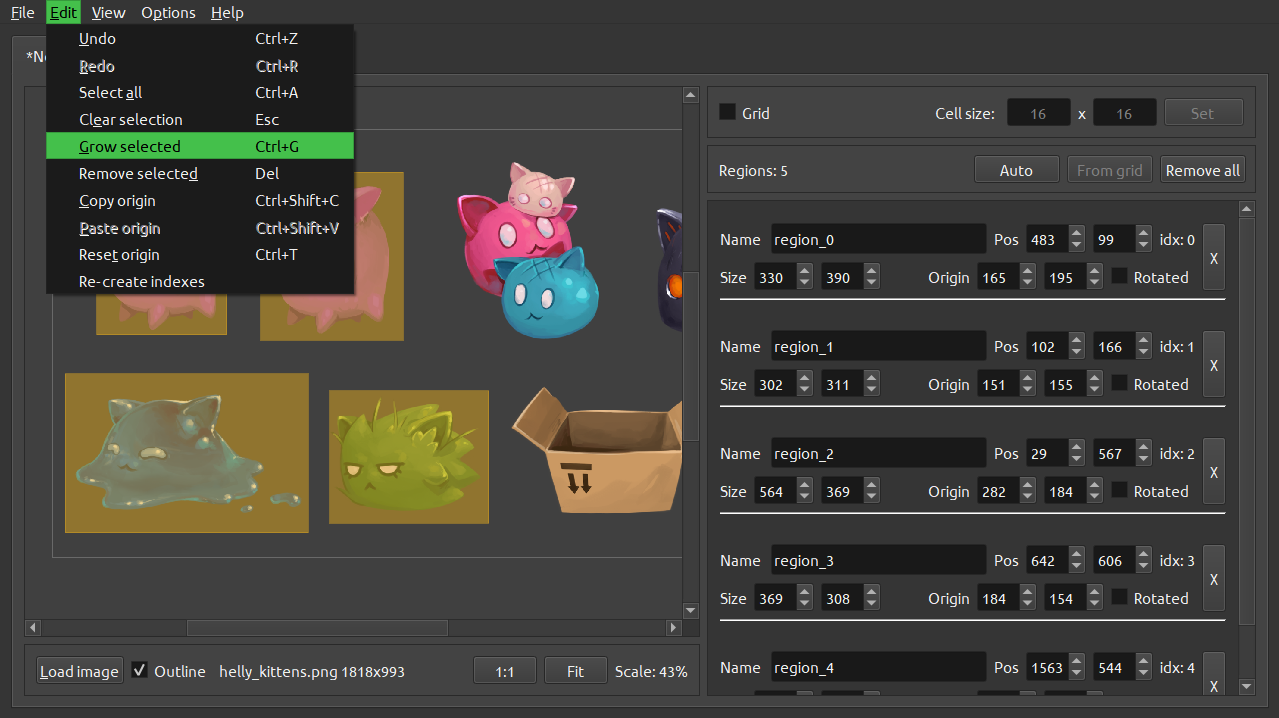 File Edit View Options Help
*N
Undo Ctrl+Z
Redo Ctrl+R
Select all Ctrl+A
Clear selection Esc
Grow selected Ctrl+G
Remove selected Del
Copy origin Ctrl+Shift+C
Paste origin Ctrl+Shift+V
Reset origin Ctrl+T
Re-create indexes
Grid Cell size: 16 x 16 Set
Regions: 5 Auto From grid Remove all
Name region_0 Pos 483 99 idx: 0 X
Size 330 390 Origin 165 195 Rotated
Name region_1 Pos 102 166 idx: 1 X
Size 302 311 Origin 151 155 Rotated
Name region_2 Pos 29 567 idx: 2 X
Size 564 369 Origin 282 184 Rotated
Name region_3 Pos 642 606 idx: 3 X
Size 369 308 Origin 184 154 Rotated
Name region_4 Pos 1563 544 idx: 4 X
Load image Outline helly_kittens.png 1818x993 1:1 Fit Scale: 43%